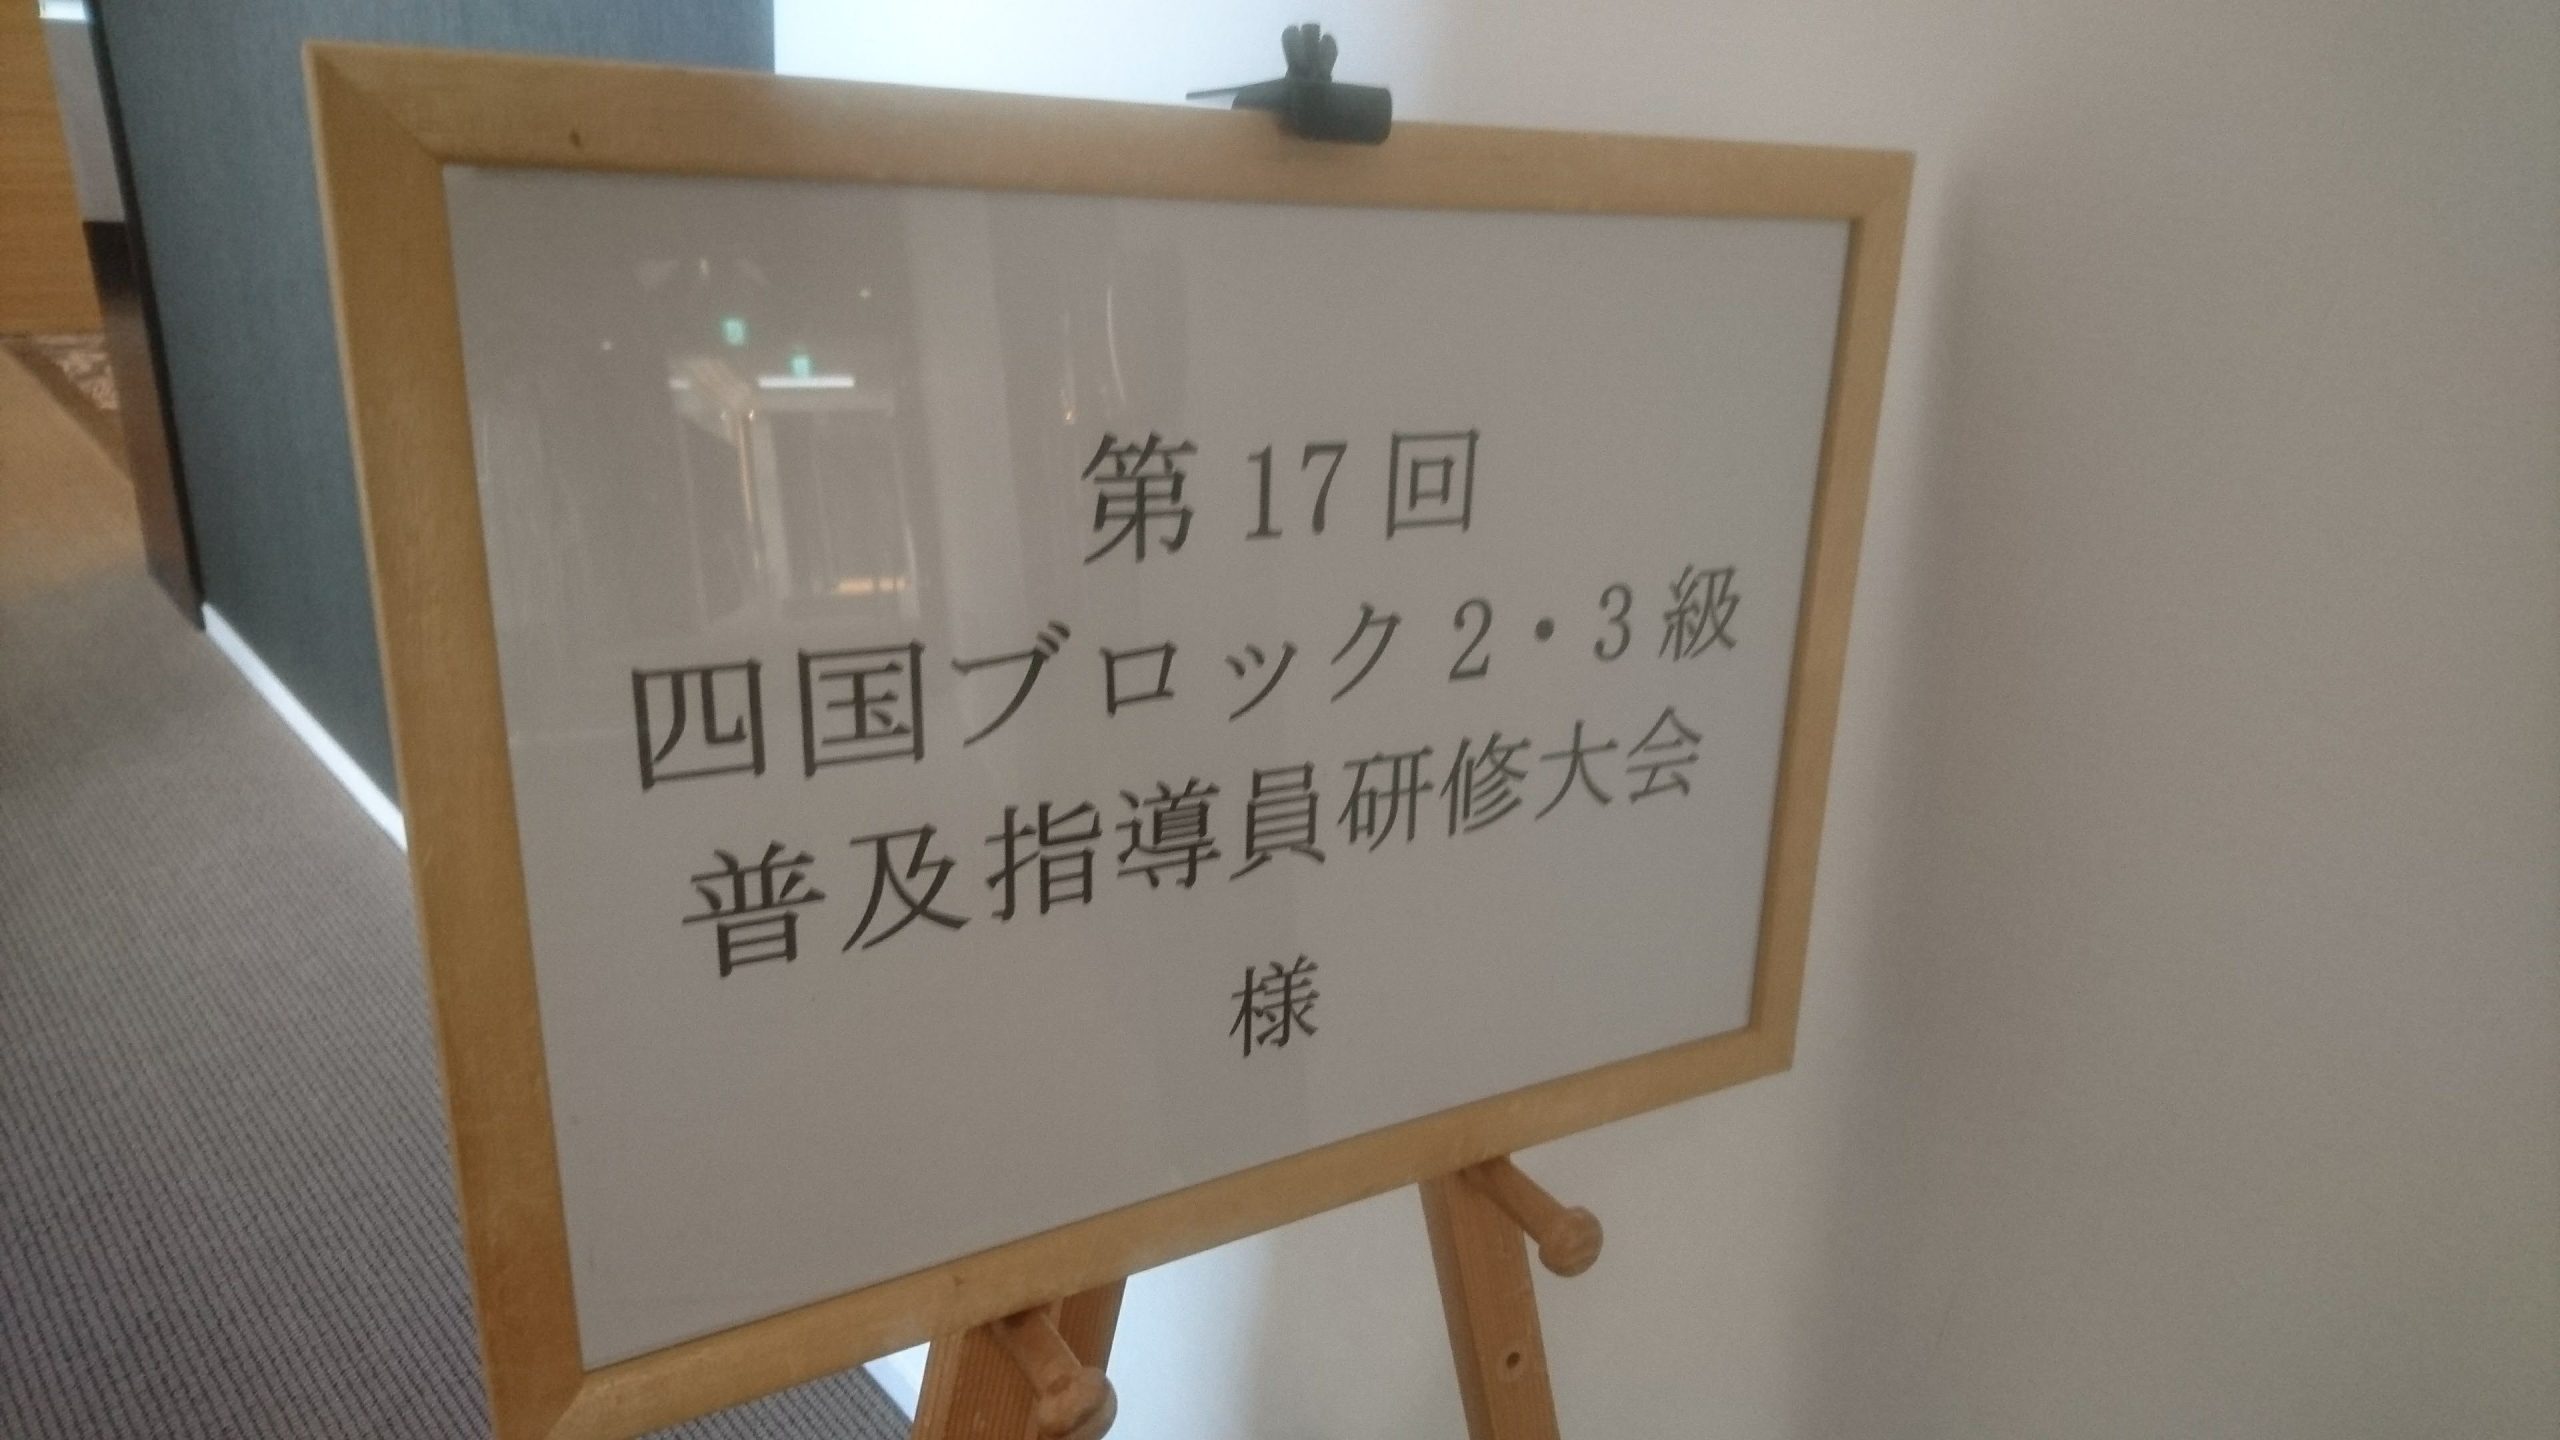 第17回
四国ブロック2・3級
普及指導員研修大会
様